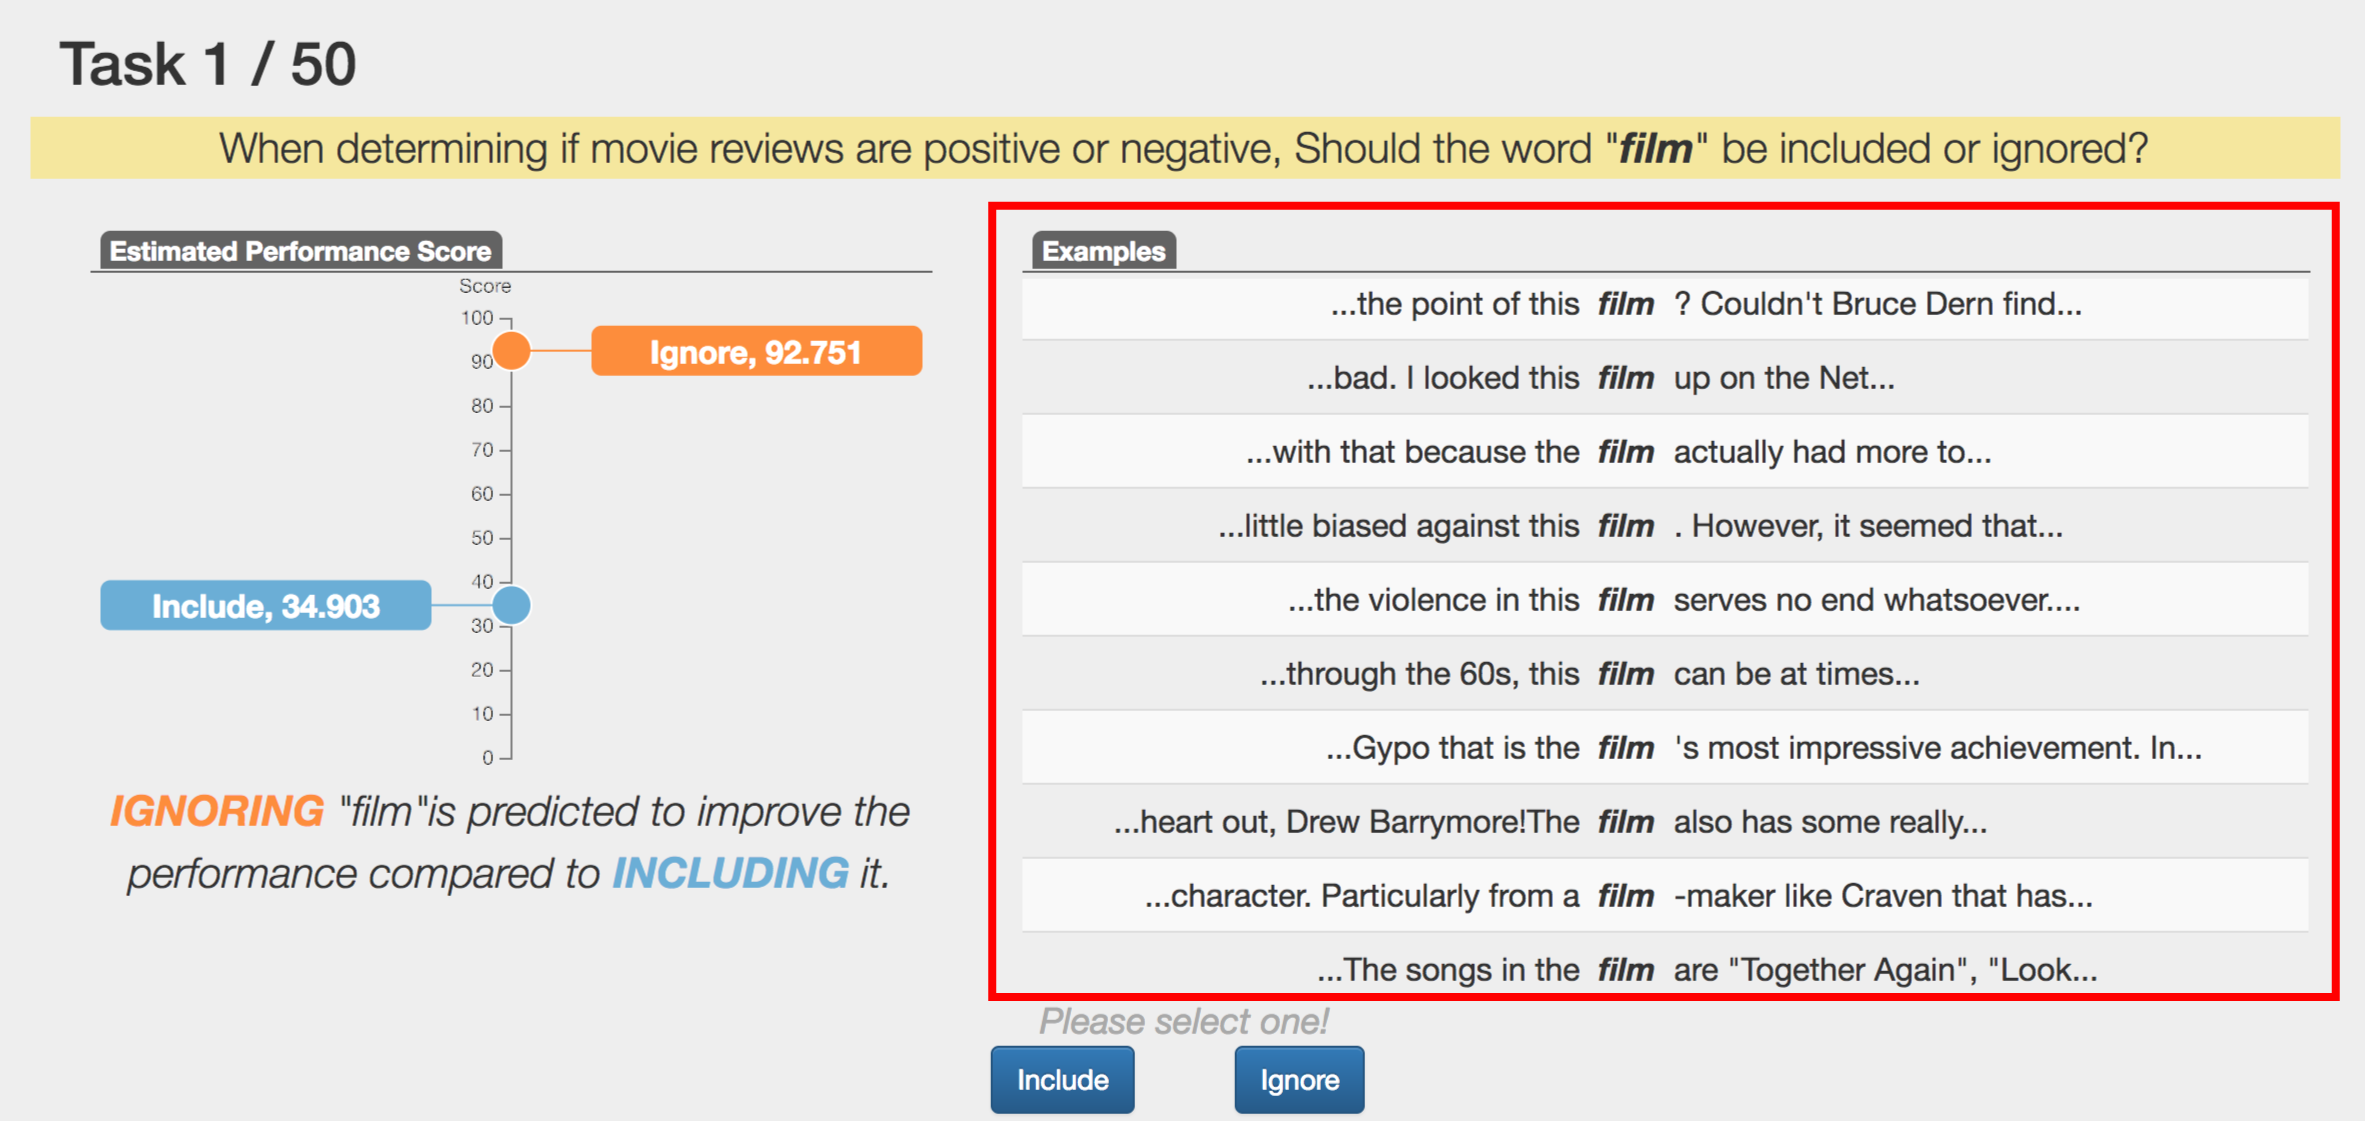 Task 1 / 50
When determining if movie reviews are positive or negative, Should the word "film" be included or ignored?
Estimated Performance Score
Score
100
90
80
70
60
50
40
30
20
10
0
Ignore, 92.751
Include, 34.903
IGNORING "film"is predicted to improve the
performance compared to INCLUDING it.
Examples
...the point of this film ? Couldn't Bruce Dern find...
...bad. I looked this film up on the Net...
...with that because the film actually had more to...
...little biased against this film . However, it seemed that...
...the violence in this film serves no end whatsoever....
...through the 60s, this film can be at times...
...Gypo that is the film 's most impressive achievement. In...
...heart out, Drew Barrymore!The film also has some really...
...character. Particularly from a film -maker like Craven that has...
...The songs in the film are "Together Again", "Look...
Please select one!
Include
Ignore